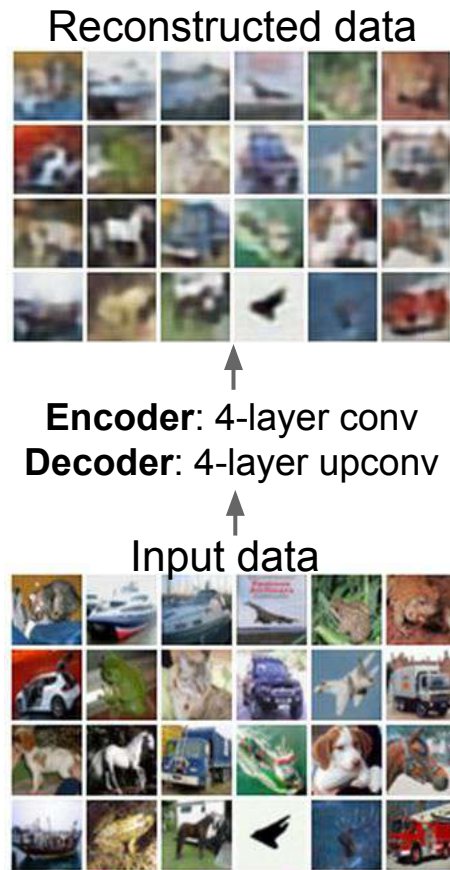 Reconstructed data
Encoder: 4-layer conv
Decoder: 4-layer upconv
Input data